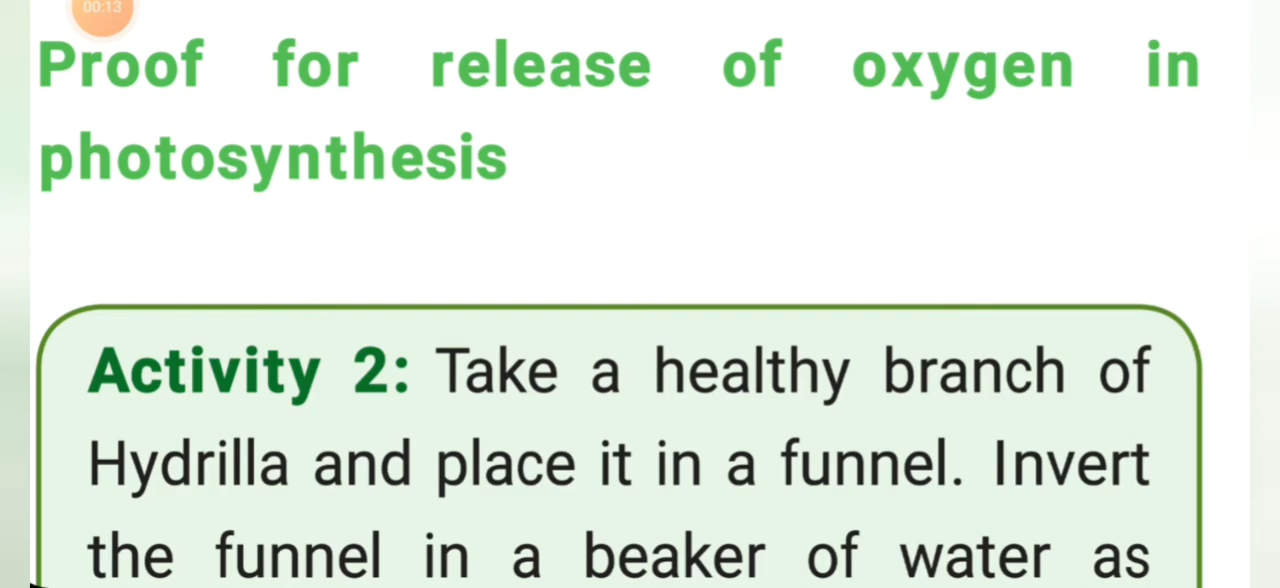 00:13
Proof for release of oxygen in
photosynthesis
Activity 2: Take a healthy branch of
Hydrilla and place it in a funnel. Invert
the funnel in a beaker of water as